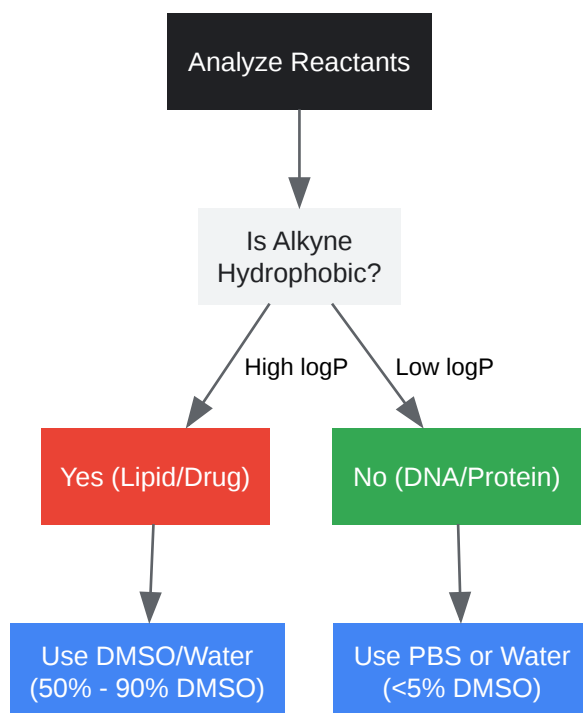 Analyze Reactants
Is Alkyne
Hydrophobic?
High logP
Low logP
Yes (Lipid/Drug)
No (DNA/Protein)
Use DMSO/Water
(50% - 90% DMSO)
Use PBS or Water
(<5% DMSO)